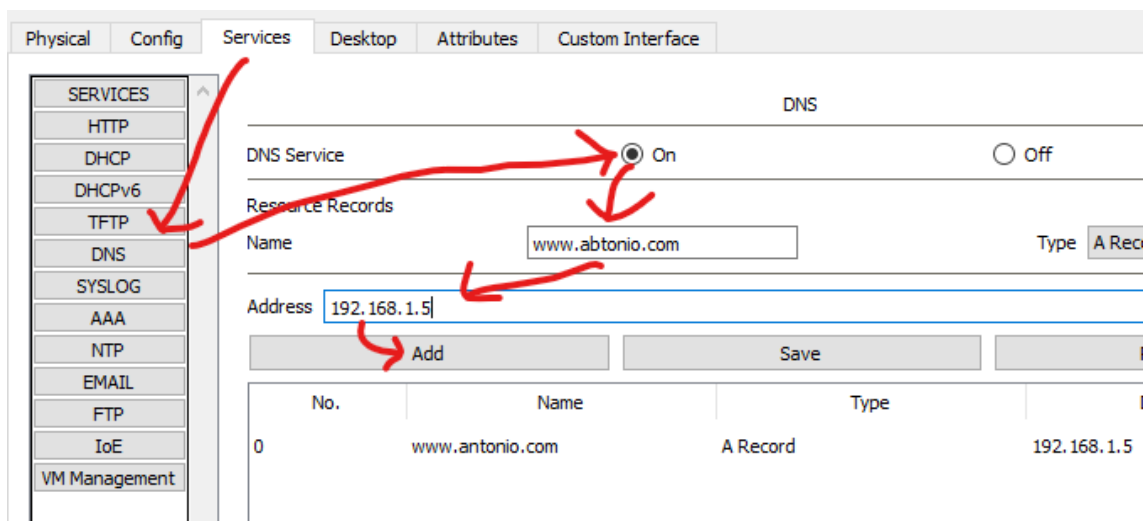 Physical Config Services Desktop Attributes Custom Interface
SERVICES
HTTP
DHCP
DHCPv6
TFTP
DNS
SYSLOG
AAA
NTP
EMAIL
FTP
IoE
VM Management
DNS
DNS Service On Off
Resource Records
Name www.abtonio.com Type A Rec
Address 192.168.1.5
Add Save
No. Name Type
0 www.antonio.com A Record 192.168.1.5